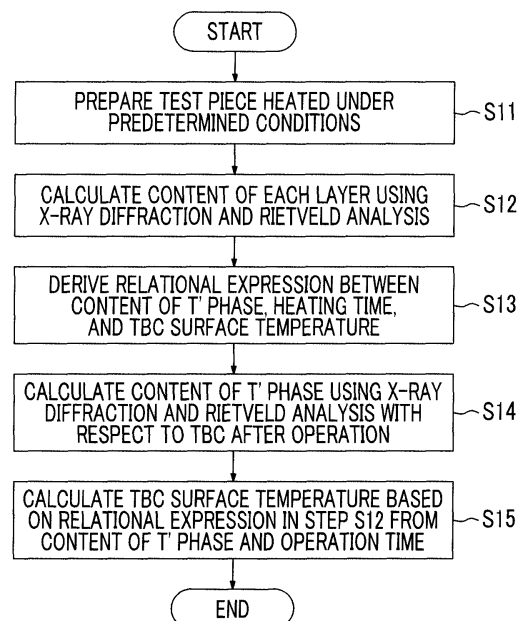 START
PREPARE TEST PIECE HEATED UNDER
PREDETERMINED CONDITIONS
S11
CALCULATE CONTENT OF EACH LAYER USING
X-RAY DIFFRACTION AND RIETVELD ANALYSIS
S12
DERIVE RELATIONAL EXPRESSION BETWEEN
CONTENT OF T' PHASE, HEATING TIME,
AND TBC SURFACE TEMPERATURE
S13
CALCULATE CONTENT OF T' PHASE USING X-RAY
DIFFRACTION AND RIETVELD ANALYSIS WITH
RESPECT TO TBC AFTER OPERATION
S14
CALCULATE TBC SURFACE TEMPERATURE BASED
ON RELATIONAL EXPRESSION IN STEP S12 FROM
CONTENT OF T' PHASE AND OPERATION TIME
S15
END